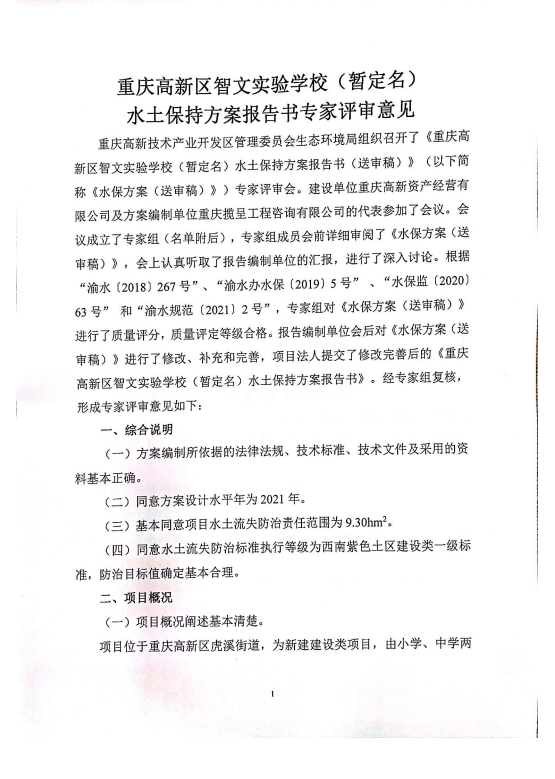 重庆高新区智文实验学校（暂定名）
水土保持方案报告书专家评审意见
重庆高新技术产业开发区管理委员会生态环境局组织召开了《重庆高
新区智文实验学校（暂定名）水土保持方案报告书（送审稿）》（以下简
称《水保方案（送审稿）》）专家评审会。建设单位重庆高新资产经营有
限公司及方案编制单位重庆揽呈工程咨询有限公司的代表参加了会议。会
议成立了专家组（名单附后），专家组成员会前详细审阅了《水保方案（送
审稿）》，会上认真听取了报告编制单位的汇报，进行了深入讨论。根据
“渝水〔2018〕267 号”、“渝水办水保〔2019〕5 号” 、“水保监〔2020〕
63 号” 和“渝水规范〔2021〕2 号”，专家组对《水保方案（送审稿）》
进行了质量评分，质量评定等级合格。报告编制单位会后对《水保方案（送
审稿）》进行了修改、补充和完善，项目法人提交了修改完善后的《重庆
高新区智文实验学校（暂定名）水土保持方案报告书》。经专家组复核，
形成专家评审意见如下：
一、综合说明
（一）方案编制所依据的法律法规、技术标准、技术文件及采用的资
料基本正确。
（二）同意方案设计水平年为 2021 年。
（三）基本同意项目水土流失防治责任范围为 9.30hm²。
（四）同意水土流失防治标准执行等级为西南紫色土区建设类一级标
准，防治目标值确定基本合理。
二、项目概况
（一）项目概况阐述基本清楚。
项目位于重庆高新区虎溪街道，为新建建设类项目，由小学、中学两
1